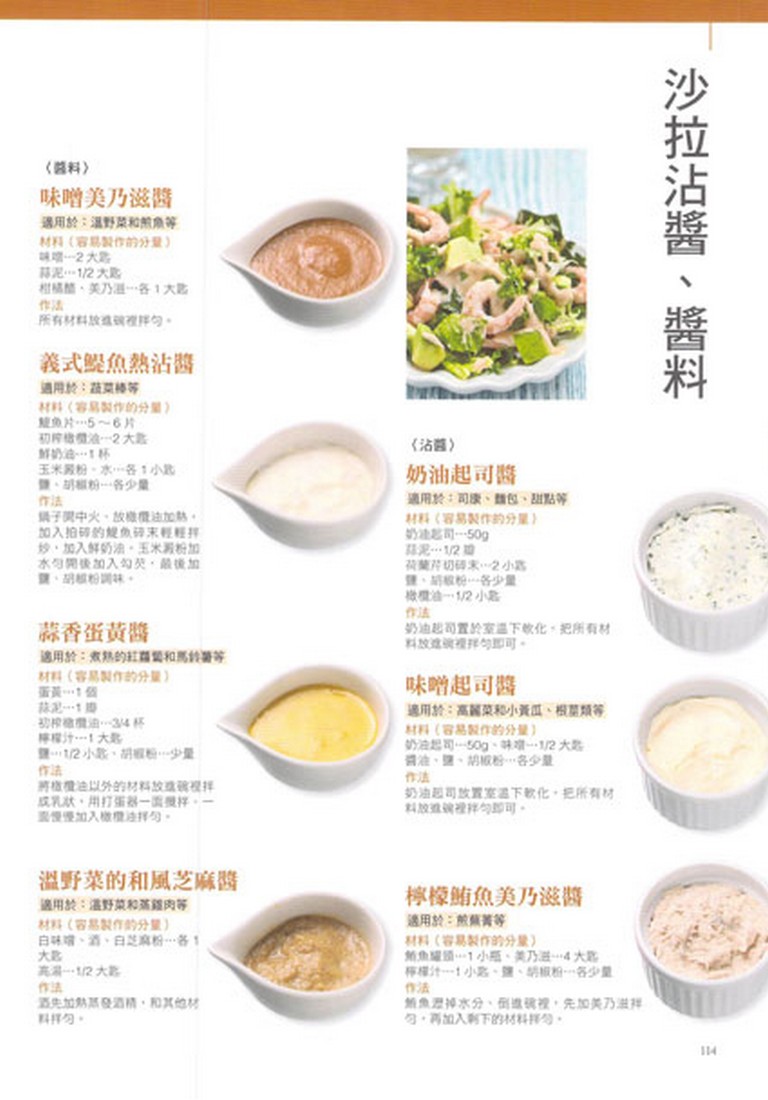 沙拉沾醬、醬料
〈沾醬〉
奶油起司醬
適用於：司康、麵包、甜點等
材料（容易製作的分量）
奶油起司…50g
蒜泥…1/2 瓣
荷蘭芹切碎末…2 小匙
鹽、胡椒粉…各少量
橄欖油…1/2 小匙
作法
奶油起司置於室溫下軟化。把所有材
料放進碗裡拌勻即可。
味噌起司醬
適用於：高麗菜和小黃瓜、根莖類等
材料（容易製作的分量）
奶油起司…50g、味噌…1/2 大匙
醬油、鹽、胡椒粉…各少量
作法
奶油起司放置室溫下軟化。把所有材
料放進碗裡拌勻即可。
檸檬鮪魚美乃滋醬
適用於：煎蕪菁等
材料（容易製作的分量）
鮪魚罐頭…1 小瓶、美乃滋…4 大匙
檸檬汁…1 小匙、鹽、胡椒粉…各少量
作法
鮪魚瀝掉水分、倒進碗裡，先加美乃滋拌
勻，再加入剩下的材料拌勻。
〈醬料〉
味噌美乃滋醬
適用於：溫野菜和煎魚等
材料（容易製作的分量）
味噌…2 大匙
蒜泥…1/2 大匙
柑橘醋、美乃滋…各 1 大匙
作法
所有材料放進碗裡拌勻。
義式鯷魚熱沾醬
適用於：蔬菜棒等
材料（容易製作的分量）
鯷魚片…5 ～ 6 片
初榨橄欖油…2 大匙
鮮奶油…1 杯
玉米澱粉、水…各 1 小匙
鹽、胡椒粉…各少量
作法
鍋子開中火，放橄欖油加熱，
加入拍碎的鯷魚碎末輕輕拌
炒，加入鮮奶油。玉米澱粉加
水勻開後加入勾芡，最後加
鹽、胡椒粉調味。
蒜香蛋黃醬
適用於：煮熟的紅蘿蔔和馬鈴薯等
材料（容易製作的分量）
蛋黃…1 個
蒜泥…1 瓣
初榨橄欖油…3/4 杯
檸檬汁…1 大匙
鹽…1/2 小匙、胡椒粉…少量
作法
將橄欖油以外的材料放進碗裡拌
成乳狀，用打蛋器一面攪拌，一
面慢慢加入橄欖油拌勻。
溫野菜的和風芝麻醬
適用於：溫野菜和蒸雞肉等
材料（容易製作的分量）
白味噌、酒、白芝麻粉…各 1
大匙
高湯…1/2 大匙
作法
酒先加熱蒸發酒精，和其他材
料拌勻。
114